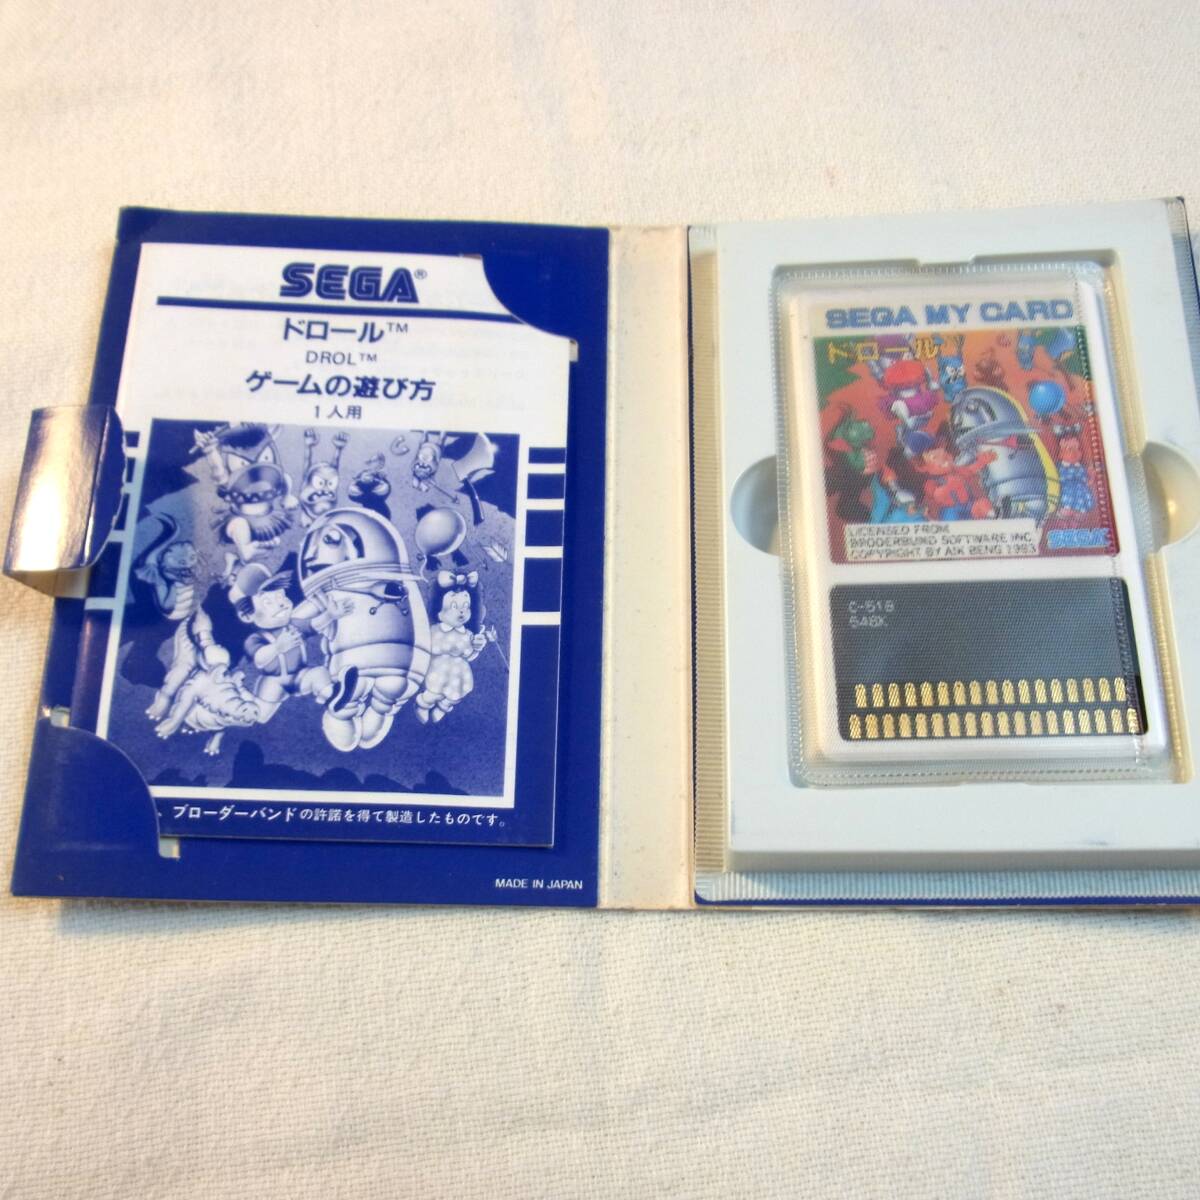 SEGA®
ドロール™
DROL™
ゲームの遊び方
1人用
ブローダーバンドの許諾を得て製造したものです。
MADE IN JAPAN
SEGA MY CARD
ドロール
LICENSED FROM
BRODERBUND SOFTWARE INC.
COPYRIGHT BY AIK BENG 1983
SEGA
C-518
548K